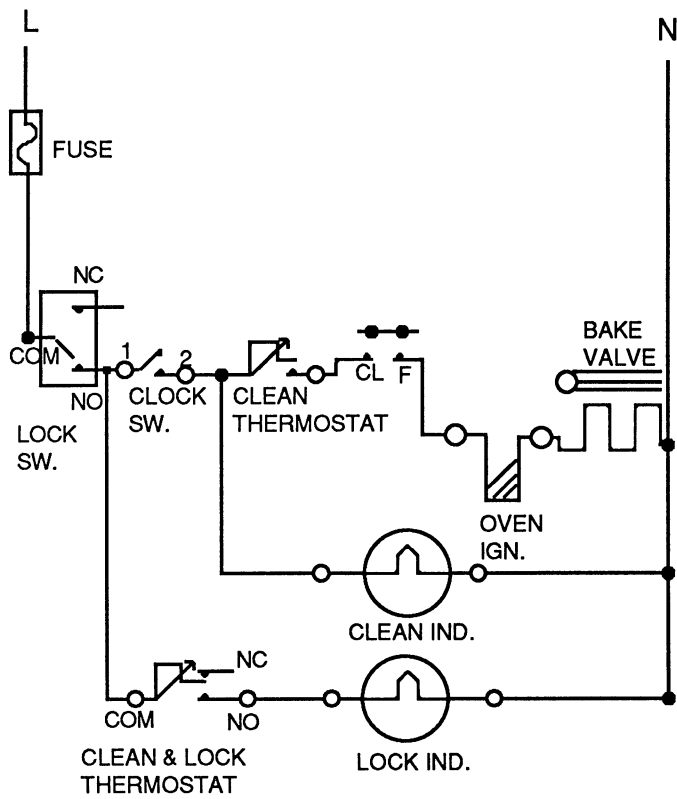 L
N
FUSE
NC
COM
1
2
NO
LOCK
SW.
CLOCK
SW.
CLEAN
THERMOSTAT
CL
F
BAKE
VALVE
OVEN
IGN.
CLEAN IND.
NC
COM
NO
CLEAN & LOCK
THERMOSTAT
LOCK IND.